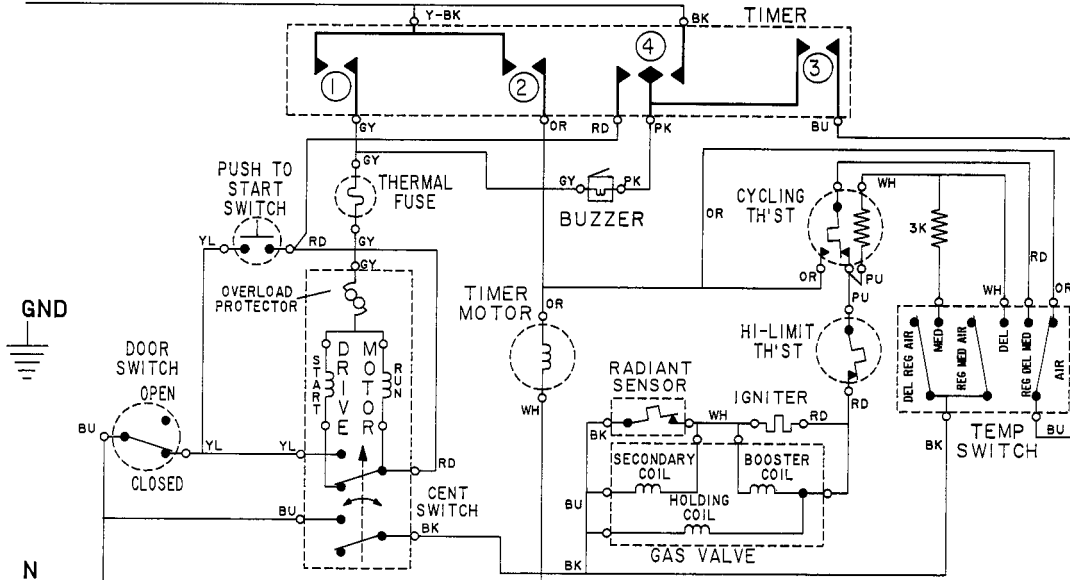 TIMER
Y-BK
BK
1
2
4
3
GY
OR
RD
PK
BU
PUSH TO
START
SWITCH
GY
THERMAL
FUSE
GY
PK
BUZZER
OR
CYCLING
TH'ST
WH
3K
YL
RD
GY
GY
OR
PU
RD
OVERLOAD
PROTECTOR
TIMER
MOTOR
OR
PU
WH
OR
GND
HI-LIMIT
TH'ST
DOOR
SWITCH
OPEN
START
DRIVE
MOTOR
RUN
RADIANT
SENSOR
IGNITER
DEL REG AIR
MED
REG MED AIR
DEL
REG DEL MED
AIR
WH
RD
BU
YL
YL
BK
WH
RD
BK
TEMP
SWITCH
BU
CLOSED
RD
SECONDARY
COIL
BOOSTER
COIL
CENT
SWITCH
BU
BK
BU
HOLDING
COIL
GAS VALVE
N
BK